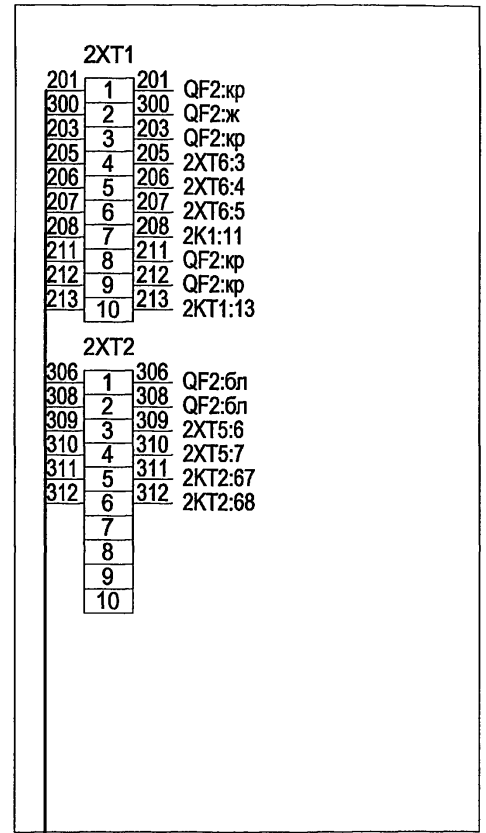 2XT1
201 1 201 QF2:кр
300 2 300 QF2:ж
203 3 203 QF2:кр
205 4 205 2XT6:3
206 5 206 2XT6:4
207 6 207 2XT6:5
208 7 208 2K1:11
211 8 211 QF2:кр
212 9 212 QF2:кр
213 10 213 2KT1:13
2XT2
306 1 306 QF2:бл
308 2 308 QF2:бл
309 3 309 2XT5:6
310 4 310 2XT5:7
311 5 311 2KT2:67
312 6 312 2KT2:68
7
8
9
10